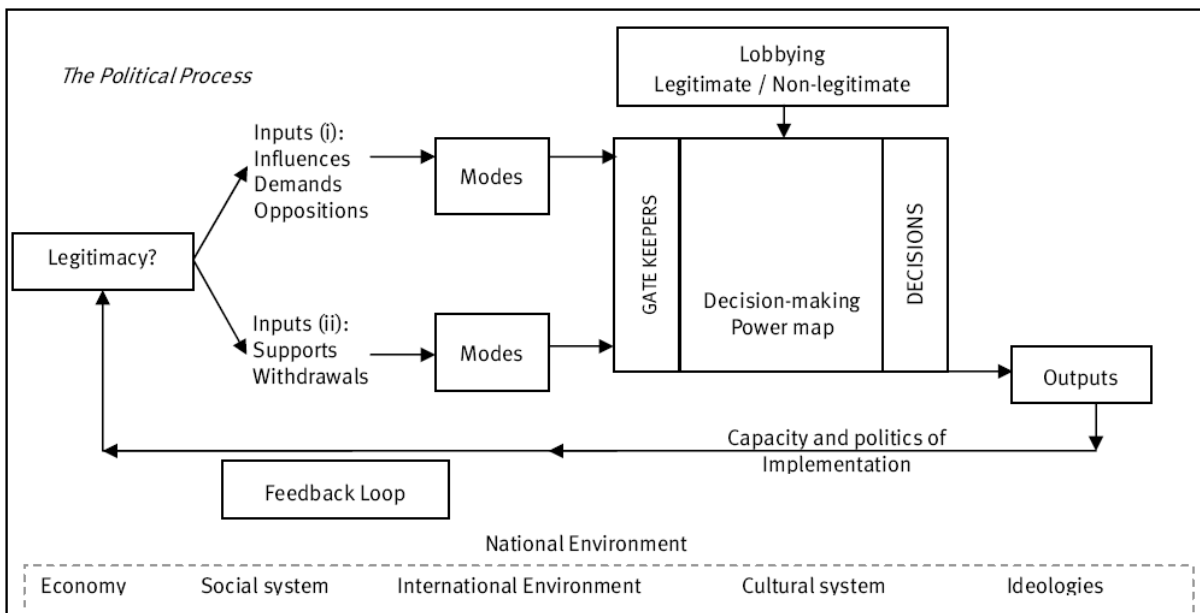 The Political Process
Lobbying
Legitimate / Non-legitimate
Inputs (i):
Influences
Demands
Oppositions
Modes
GATE KEEPERS
Decision-making
Power map
DECISIONS
Legitimacy?
Inputs (ii):
Supports
Withdrawals
Modes
Outputs
Capacity and politics of
Implementation
Feedback Loop
National Environment
Economy Social system International Environment Cultural system Ideologies